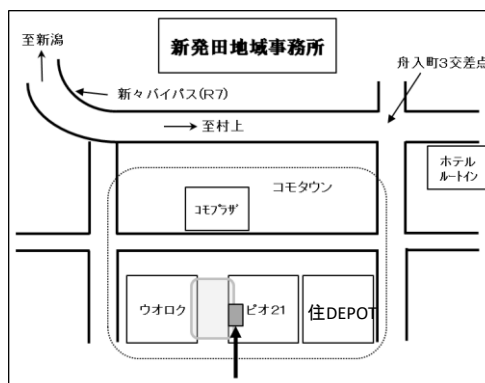 新発田地域事務所
至新潟
舟入町3交差点
新々バイパス(R7)
→至村上
ホテル
ルートイン
コモタウン
コモプラザ
ウオロク
ピオ21
住DEPOT